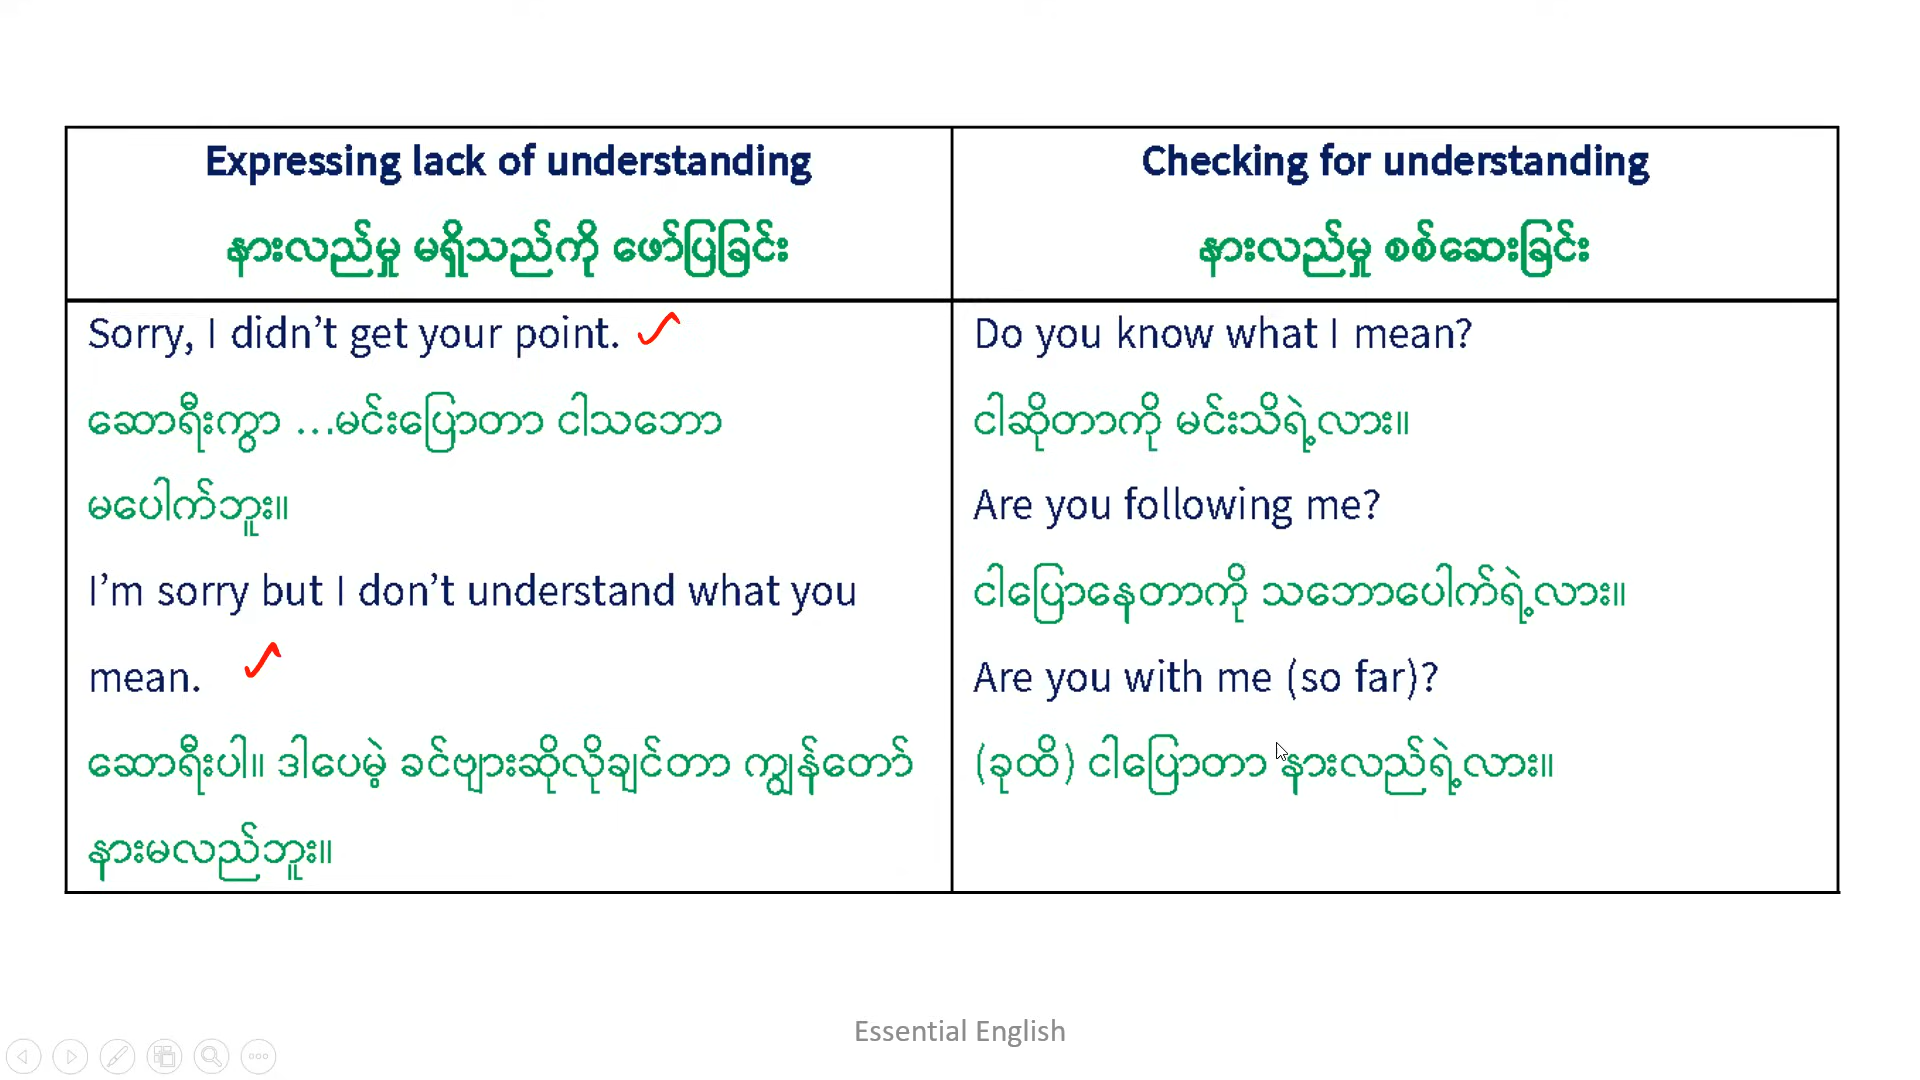 Expressing lack of understanding
နားလည်မှု မရှိသည်ကို ဖော်ပြခြင်း
Sorry, I didn’t get your point.
ဆောရီးကွာ …မင်းပြောတာ ငါသဘော
မပေါက်ဘူး။
I’m sorry but I don’t understand what you
mean.
ဆောရီးပါ။ ဒါပေမဲ့ ခင်ဗျားဆိုလိုချင်တာ ကျွန်တော်
နားမလည်ဘူး။
Checking for understanding
နားလည်မှု စစ်ဆေးခြင်း
Do you know what I mean?
ငါဆိုတာကို မင်းသိရဲ့လား။
Are you following me?
ငါပြောနေတာကို သဘောပေါက်ရဲ့လား။
Are you with me (so far)?
(ခုထိ) ငါပြောတာ နားလည်ရဲ့လား။
Essential English